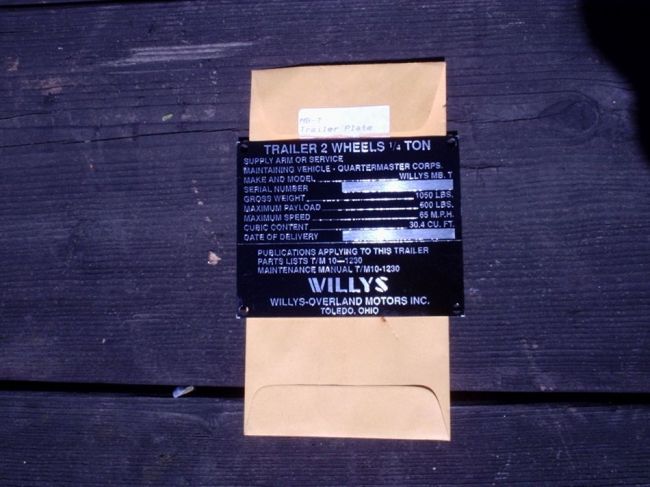 MB-T
Trailer Plate
TRAILER 2 WHEELS ¼ TON
SUPPLY ARM OR SERVICE
MAINTAINING VEHICLE - QUARTERMASTER CORPS.
MAKE AND MODEL WILLYS MB. T
SERIAL NUMBER
GROSS WEIGHT 1050 LBS.
MAXIMUM PAYLOAD 500 LBS.
MAXIMUM SPEED 65 M.P.H.
CUBIC CONTENT 30.4 CU. FT.
DATE OF DELIVERY
PUBLICATIONS APPLYING TO THIS TRAILER
PARTS LISTS T/M 10—1230
MAINTENANCE MANUAL T/M10-1230
WILLYS
WILLYS-OVERLAND MOTORS INC.
TOLEDO, OHIO